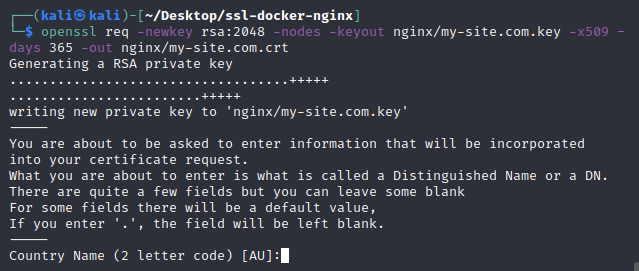 ┌──(kali㉿kali)-[~/Desktop/ssl-docker-nginx]
└─$ openssl req -newkey rsa:2048 -nodes -keyout nginx/my-site.com.key -x509 -
days 365 -out nginx/my-site.com.crt
Generating a RSA private key
...................................+++++
........................+++++
writing new private key to 'nginx/my-site.com.key'
-----
You are about to be asked to enter information that will be incorporated
into your certificate request.
What you are about to enter is what is called a Distinguished Name or a DN.
There are quite a few fields but you can leave some blank
For some fields there will be a default value,
If you enter '.', the field will be left blank.
-----
Country Name (2 letter code) [AU]: